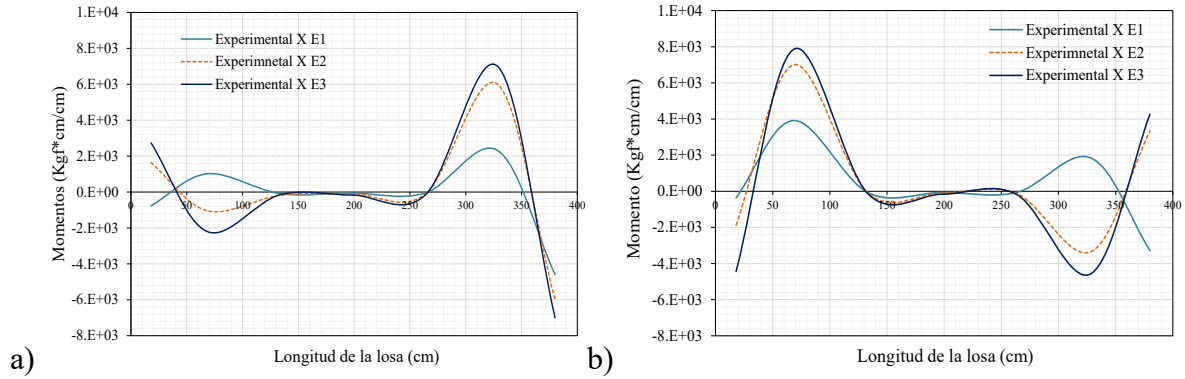 1.E+04
8.E+03
6.E+03
4.E+03
2.E+03
0.E+00
-2.E+03
-4.E+03
-6.E+03
-8.E+03
0 50 100 150 200 250 300 350 400
Momentos (Kgf*cm/cm)
Longitud de la losa (cm)
Experimental X E1
Experimnetal X E2
Experimental X E3
a)
1.E+04
8.E+03
6.E+03
4.E+03
2.E+03
0.E+00
-2.E+03
-4.E+03
-6.E+03
-8.E+03
0 50 100 150 200 250 300 350 400
Momento (Kgf*cm/cm)
Longitud de la losa (cm)
Experimental X E1
Experimnetal X E2
Experimental X E3
b)